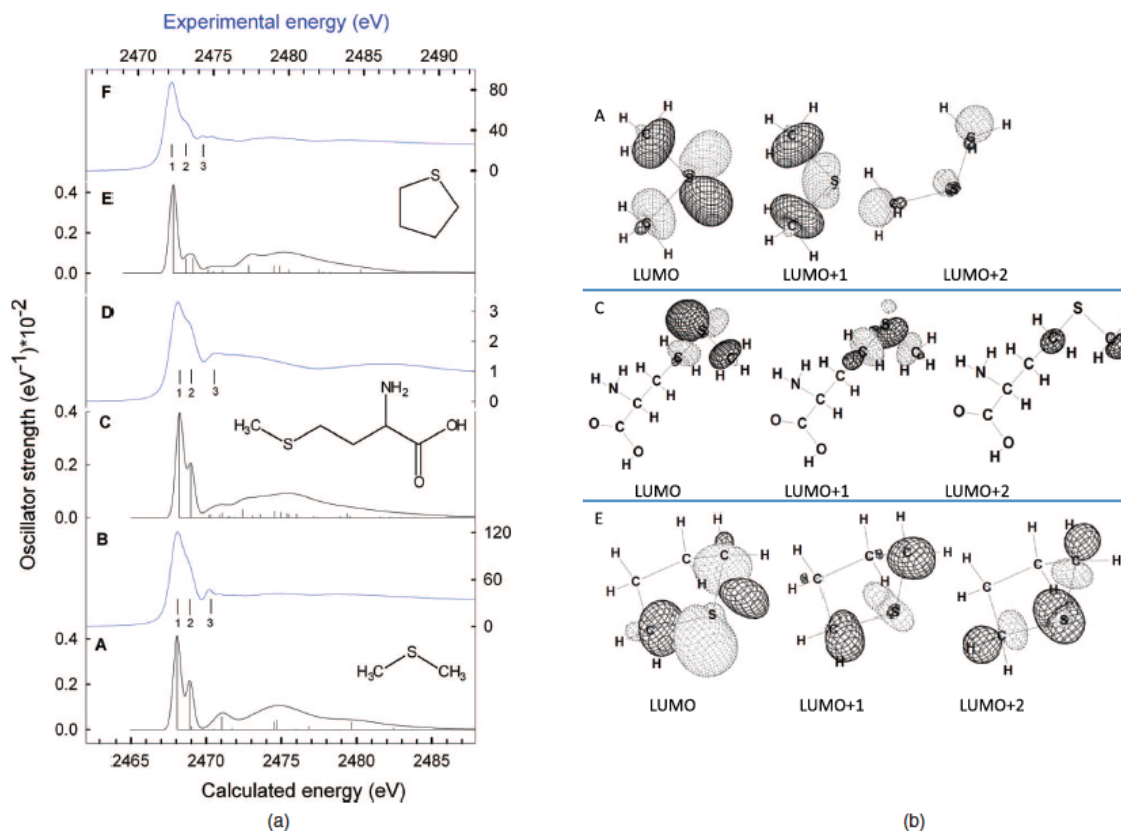 Experimental energy (eV)
2470 2475 2480 2485 2490
F
80
40
0
1 2 3
E
S
0.4
0.2
0.0
D
3
2
1
0
1 2 3
C
NH₂
H₃C
S
OH
O
0.4
0.2
0.0
B
120
60
0
1 2 3
A
S
H₃C
CH₃
0.4
0.2
0.0
Oscillator strength (eV⁻¹)*10⁻²
2465 2470 2475 2480 2485
Calculated energy (eV)
(a)
A
H C H S H H
LUMO
H C H S H C H
LUMO+1
H H H S H H
LUMO+2
C
S H C H H H H N H C C H O C H O H
LUMO
S H H H H N H C C H O C H O H
LUMO+1
S H C H C H N H C C H O C H O H
LUMO+2
E
H H C H C H C H H C S H
LUMO
H H C C H C H H C S H
LUMO+1
H H C H C H C H H C S H
LUMO+2
(b)